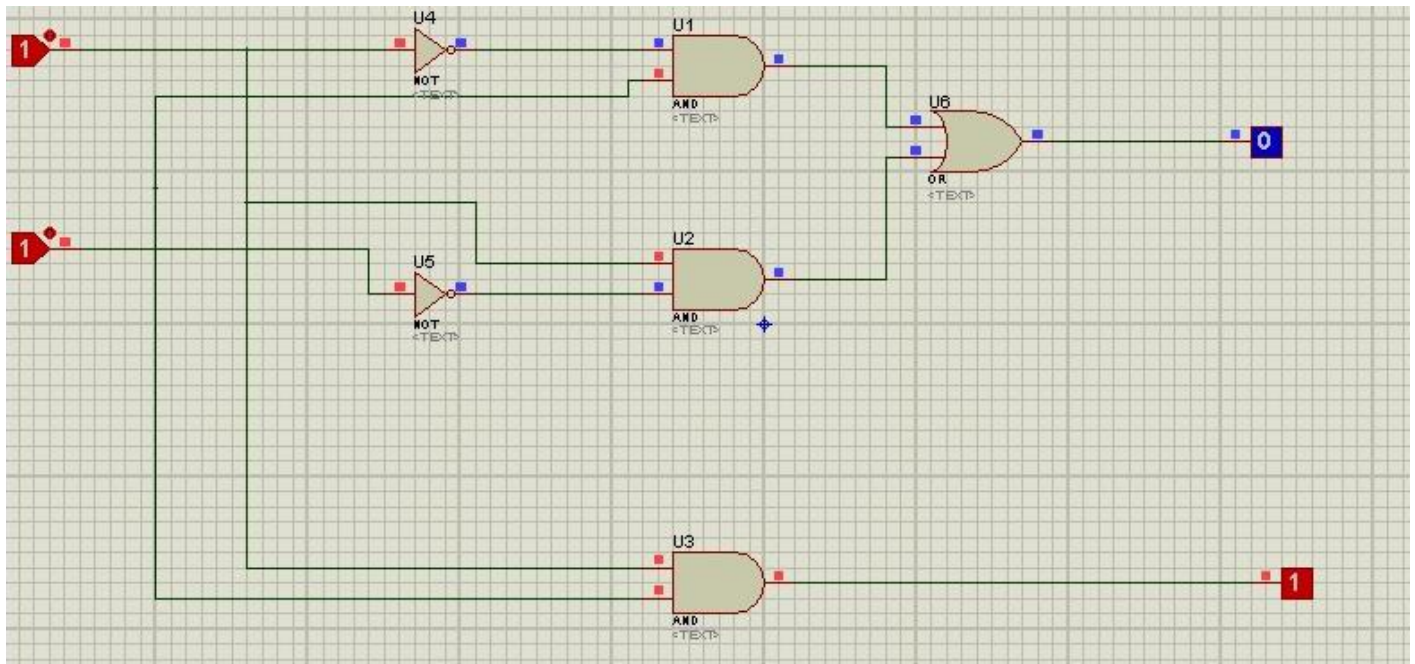 U4
U1
1
NOT
<TEXT>
AND
<TEXT>
U6
0
OR
<TEXT>
U2
1
U5
AND
<TEXT>
NOT
<TEXT>
U3
1
AND
<TEXT>